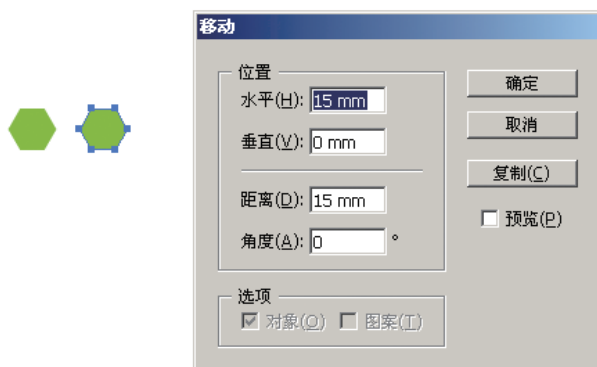 移动
位置
水平(H): 15 mm
垂直(V): 0 mm
距离(D): 15 mm
角度(A): 0 °
选项
对象(O) 图案(T)
确定
取消
复制(C)
预览(P)